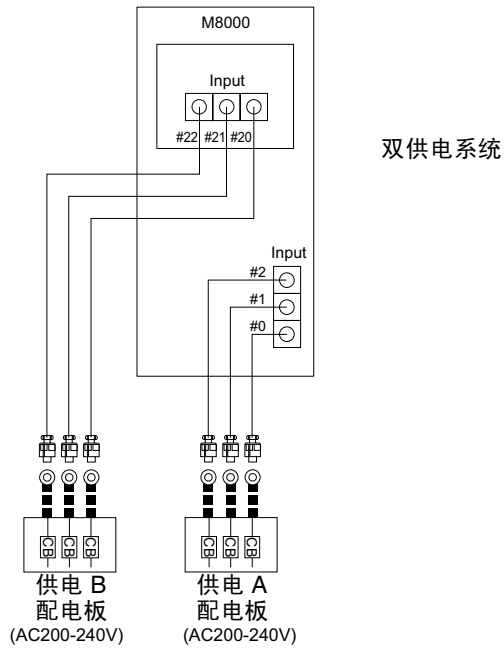 M8000
Input
#22 #21 #20
双供电系统
Input
#2
#1
#0
CB CB CB
CB CB CB
供电 B
配电板
(AC200-240V)
供电 A
配电板
(AC200-240V)